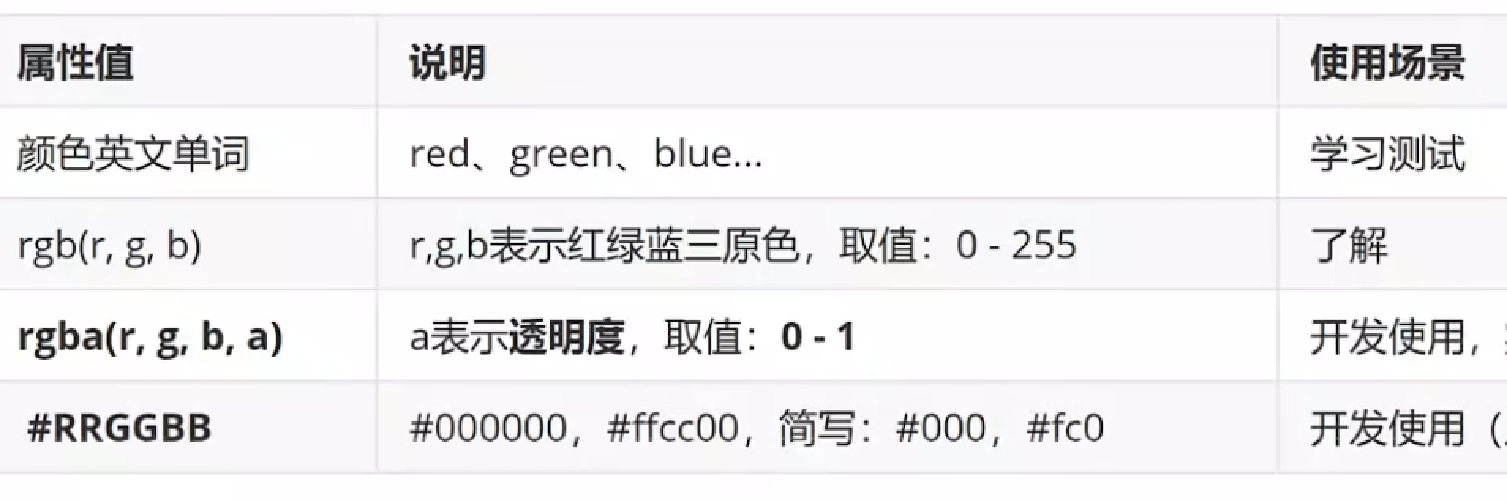 属性值 说明 使用场景
颜色英文单词 red、green、blue... 学习测试
rgb(r, g, b) r,g,b表示红绿蓝三原色，取值：0 - 255 了解
rgba(r, g, b, a) a表示透明度，取值：0 - 1 开发使用，
#RRGGBB #000000，#ffcc00，简写：#000，#fc0 开发使用（